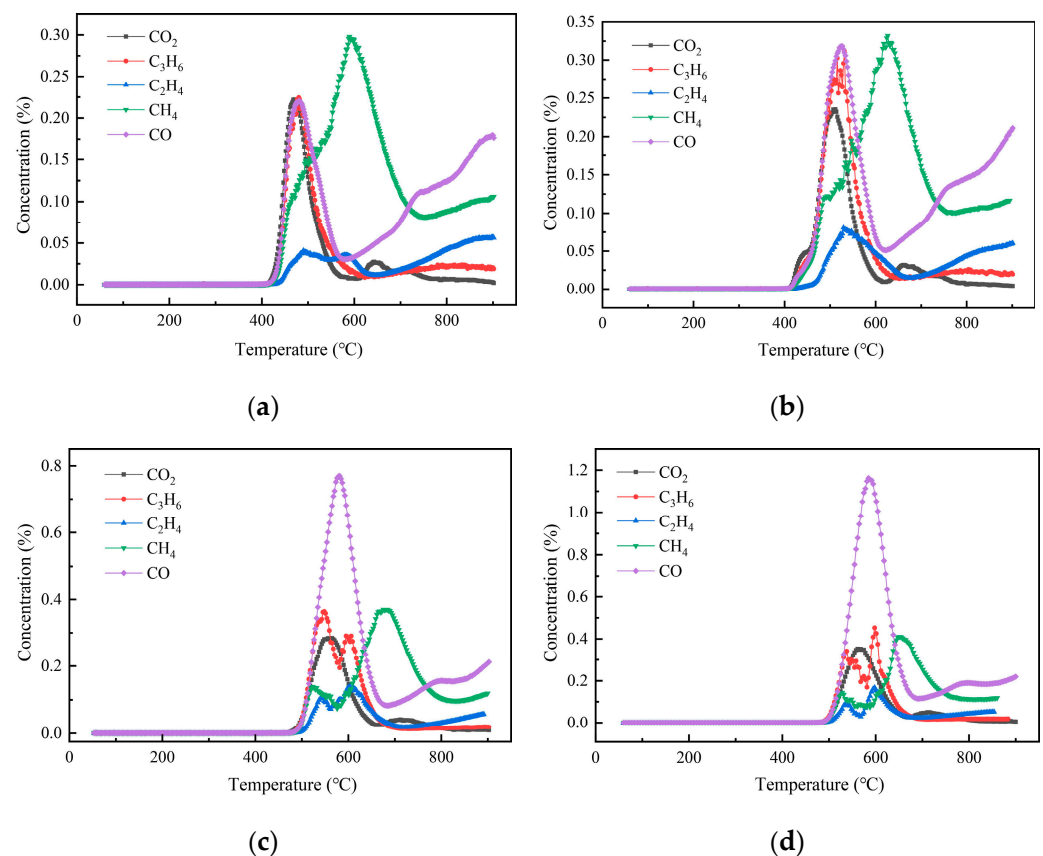 0.30
0.25
0.20
0.15
0.10
0.05
0.00
Concentration (%)
CO₂
C₃H₆
C₂H₄
CH₄
CO
0 200 400 600 800
Temperature (℃)
(a)
0.35
0.30
0.25
0.20
0.15
0.10
0.05
0.00
Concentration (%)
CO₂
C₃H₆
C₂H₄
CH₄
CO
0 200 400 600 800
Temperature (℃)
(b)
0.8
0.6
0.4
0.2
0.0
Concentration (%)
CO₂
C₃H₆
C₂H₄
CH₄
CO
0 200 400 600 800
Temperature (℃)
(c)
1.2
1.0
0.8
0.6
0.4
0.2
0.0
Concentration (%)
CO₂
C₃H₆
C₂H₄
CH₄
CO
0 200 400 600 800
Temperature (℃)
(d)